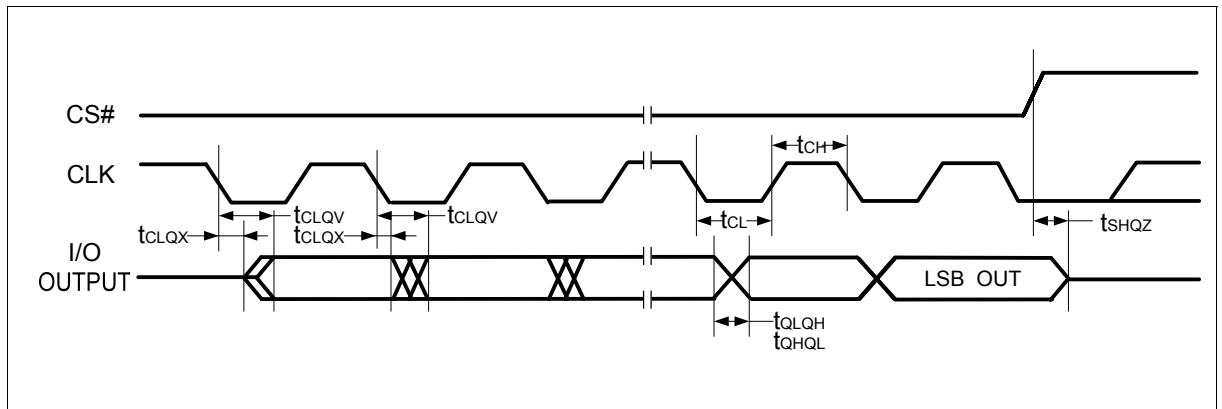 CS#
CLK
tCH
tCLQV
tCLQV
tCL
tCLQX
tCLQX
tSHQZ
I/O
OUTPUT
LSB OUT
tQLQH
tQHQL